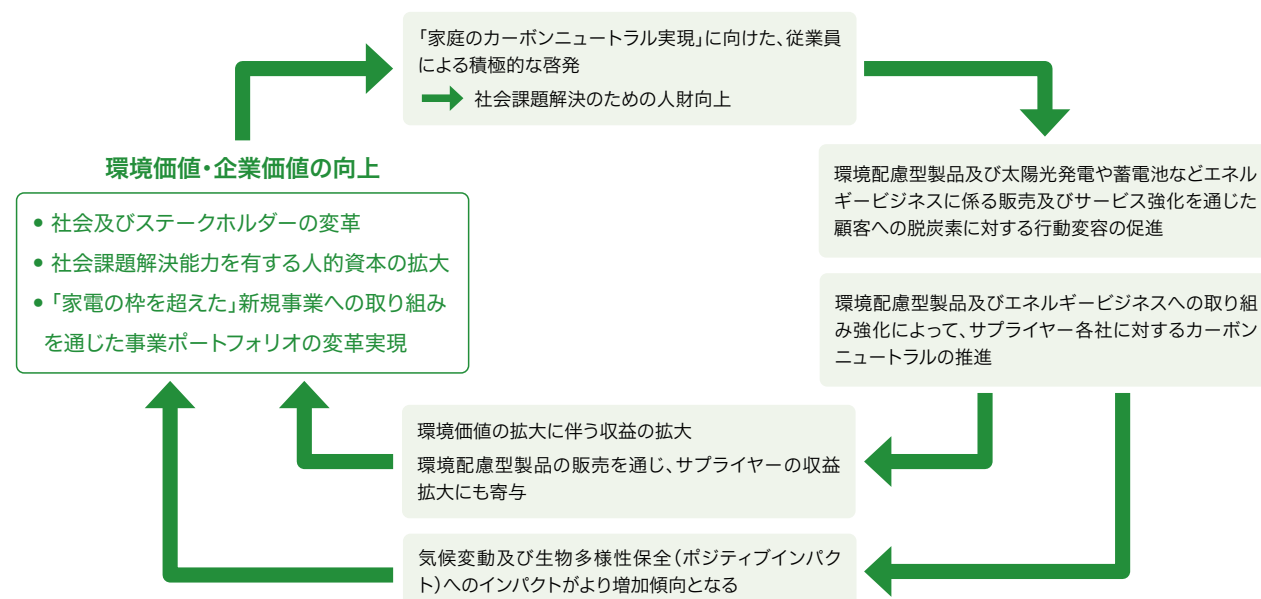 「家庭のカーボンニュートラル実現」に向けた、従業員
による積極的な啓発
社会課題解決のための人財向上
環境価値・企業価値の向上
• 社会及びステークホルダーの変革
• 社会課題解決能力を有する人的資本の拡大
• 「家電の枠を超えた」新規事業への取り組み
を通じた事業ポートフォリオの変革実現
環境配慮型製品及び太陽光発電や蓄電池などエネル
ギービジネスに係る販売及びサービス強化を通じた
顧客への脱炭素に対する行動変容の促進
環境配慮型製品及びエネルギービジネスへの取り組
み強化によって、サプライヤー各社に対するカーボン
ニュートラルの推進
環境価値の拡大に伴う収益の拡大
環境配慮型製品の販売を通じ、サプライヤーの収益
拡大にも寄与
気候変動及び生物多様性保全(ポジティブインパク
ト)へのインパクトがより増加傾向となる